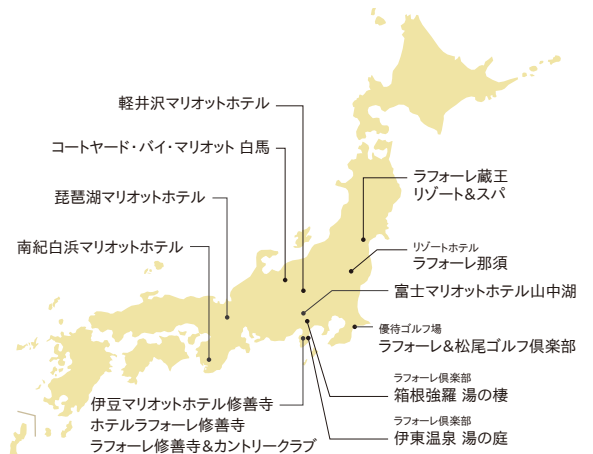 軽井沢マリオットホテル
コートヤード・バイ・マリオット 白馬
琵琶湖マリオットホテル
南紀白浜マリオットホテル
ラフォーレ蔵王
リゾート&スパ
リゾートホテル
ラフォーレ那須
富士マリオットホテル山中湖
優待ゴルフ場
ラフォーレ&松尾ゴルフ倶楽部
ラフォーレ倶楽部
箱根強羅 湯の棲
ラフォーレ倶楽部
伊東温泉 湯の庭
伊豆マリオットホテル修善寺
ホテルラフォーレ修善寺
ラフォーレ修善寺&カントリークラブ